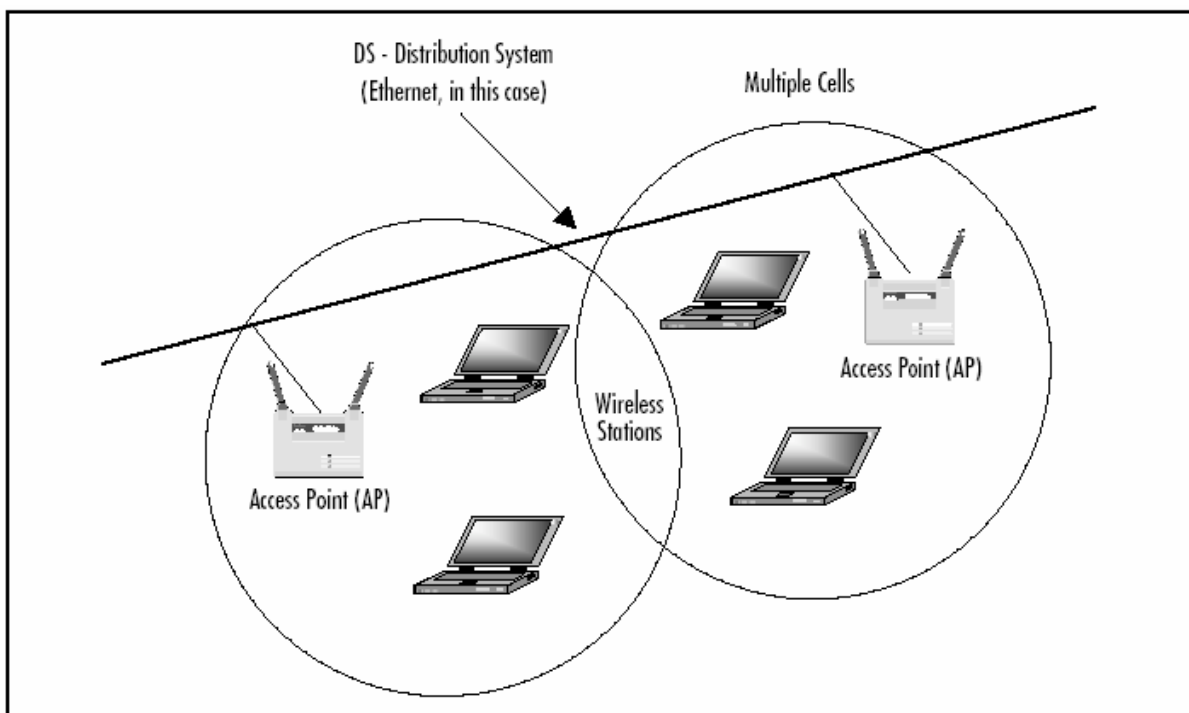 DS - Distribution System
(Ethernet, in this case)
Multiple Cells
Access Point (AP)
Wireless
Stations
Access Point (AP)